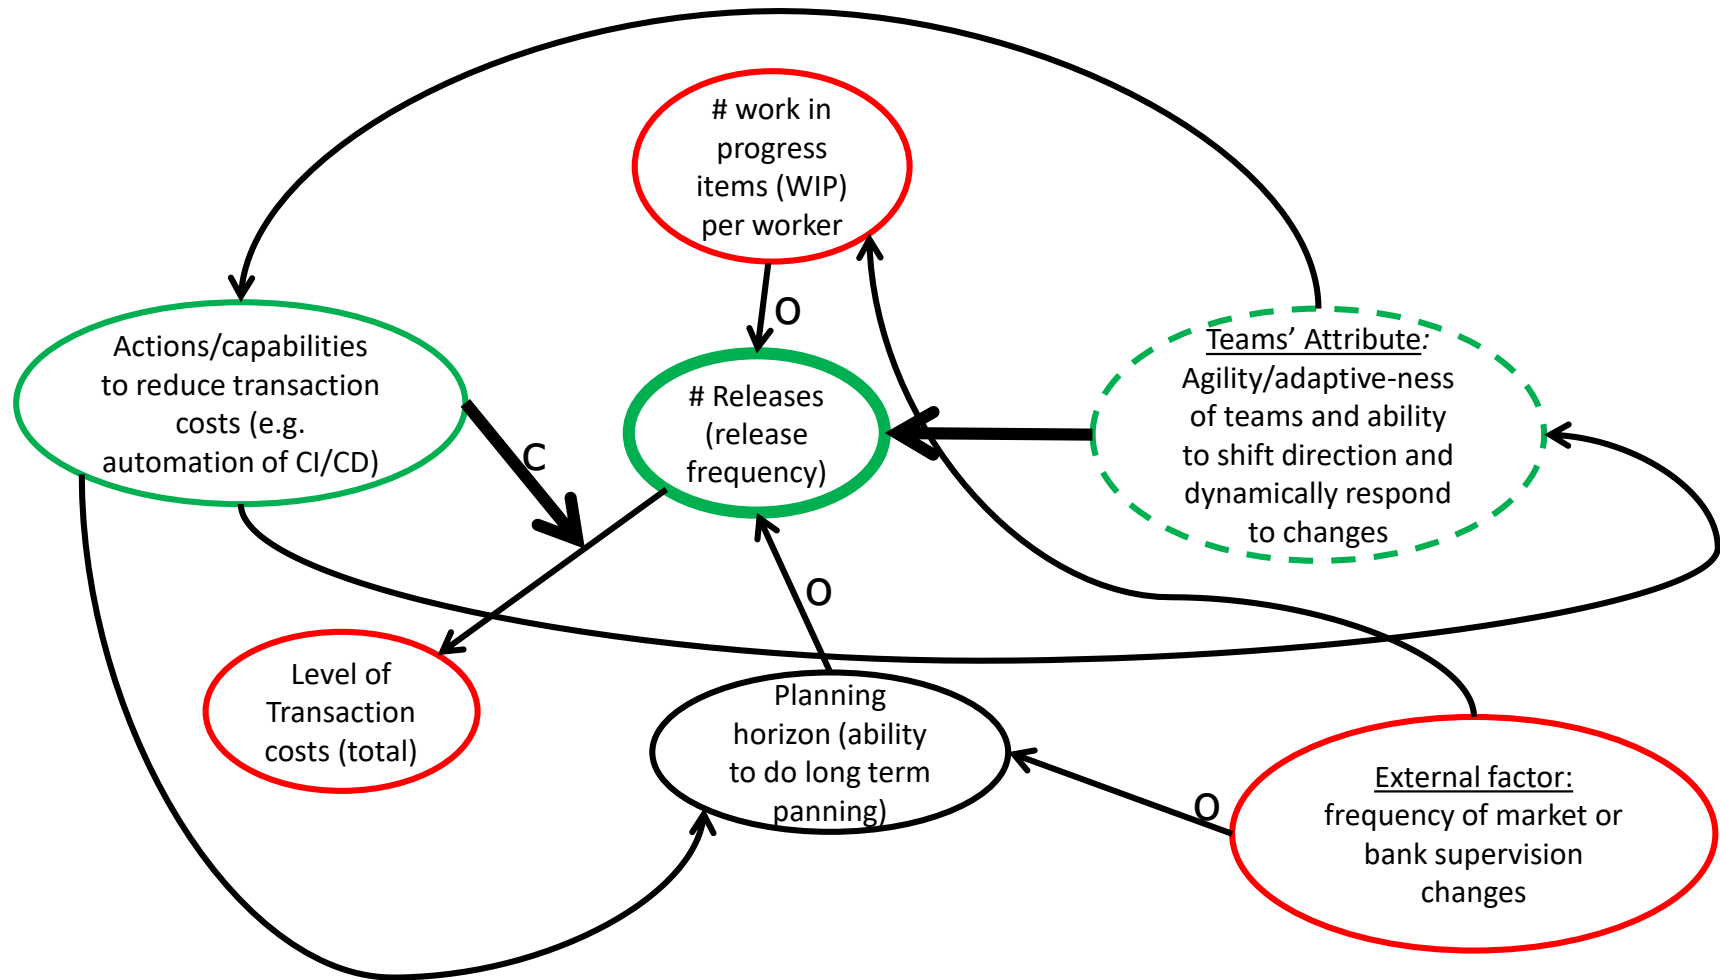 # work in
progress
items (WIP)
per worker
O
Actions/capabilities
to reduce transaction
costs (e.g.
automation of CI/CD)
C
# Releases
(release
frequency)
Teams’ Attribute:
Agility/adaptive-ness
of teams and ability
to shift direction and
dynamically respond
to changes
O
Level of
Transaction
costs (total)
Planning
horizon (ability
to do long term
panning)
O
External factor:
frequency of market or
bank supervision
changes